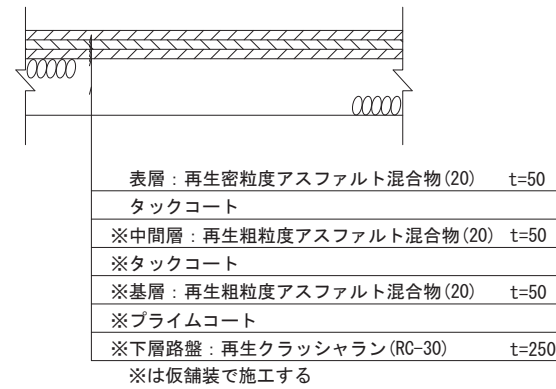 表層：再生密粒度アスファルト混合物(20) t=50
タックコート
※中間層：再生粗粒度アスファルト混合物(20) t=50
※タックコート
※基層：再生粗粒度アスファルト混合物(20) t=50
※プライムコート
※下層路盤：再生クラッシャラン(RC-30) t=250
※は仮舗装で施工する